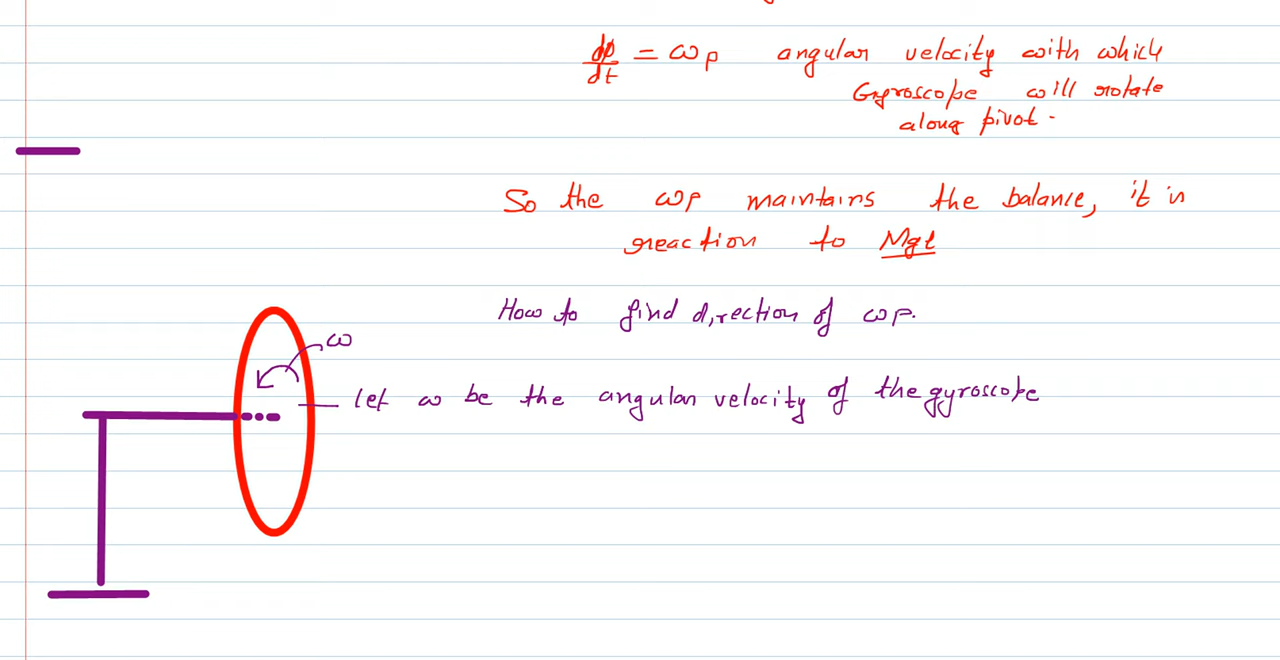 dϕ/dt = ωp angular velocity with which
Gyroscope will rotate
along pivot.
So the ωp maintains the balance, it is
reaction to Mgl
How to find direction of ωp.
ω
let ω be the angular velocity of the gyroscope